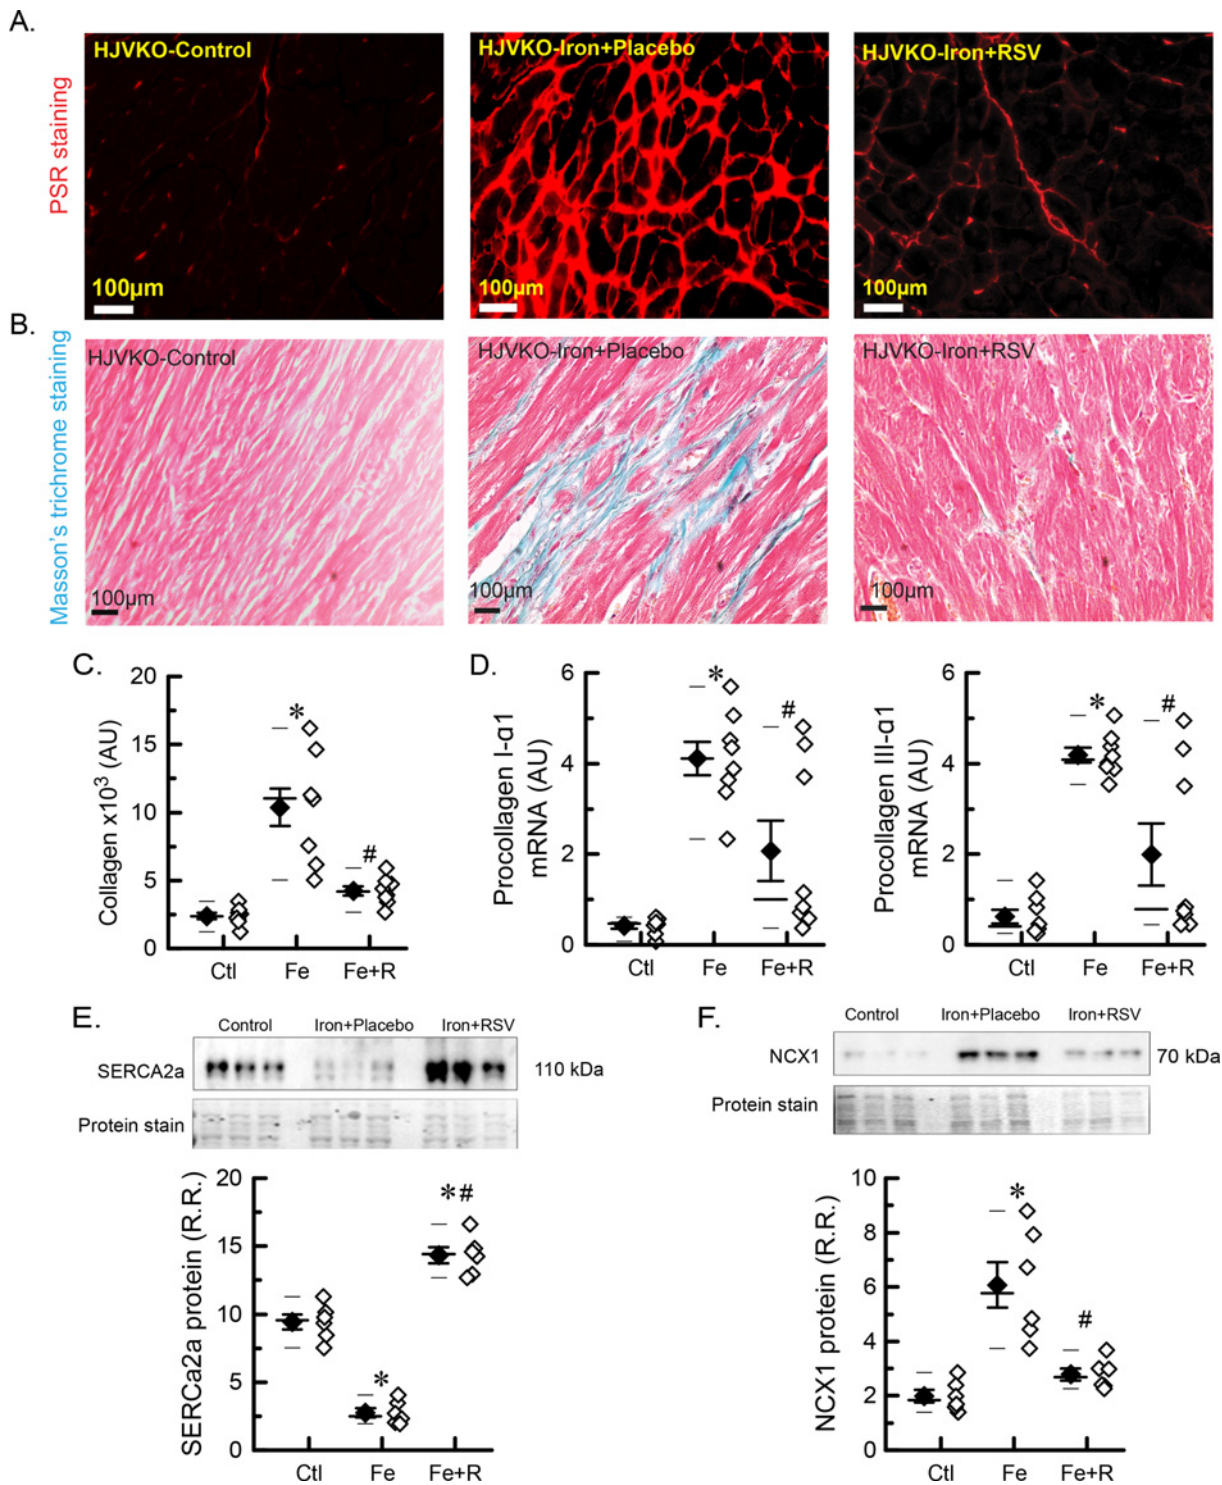 A.
HJVKO-Control
HJVKO-Iron+Placebo
HJVKO-Iron+RSV
PSR staining
100µm
100µm
100µm
B.
HJVKO-Control
HJVKO-Iron+Placebo
HJVKO-Iron+RSV
Masson's trichrome staining
100µm
100µm
100µm
C.
Collagen x10³ (AU)
20
15
10
5
0
*
#
Ctl
Fe
Fe+R
D.
Procollagen I-α1
mRNA (AU)
6
4
2
0
*
#
Ctl
Fe
Fe+R
Procollagen III-α1
mRNA (AU)
6
4
2
0
*
#
Ctl
Fe
Fe+R
E.
Control
Iron+Placebo
Iron+RSV
SERCA2a
110 kDa
Protein stain
SERCa2a protein (R.R.)
20
15
10
5
0
*
*#
Ctl
Fe
Fe+R
F.
Control
Iron+Placebo
Iron+RSV
NCX1
70 kDa
Protein stain
NCX1 protein (R.R.)
10
8
6
4
2
0
*
#
Ctl
Fe
Fe+R